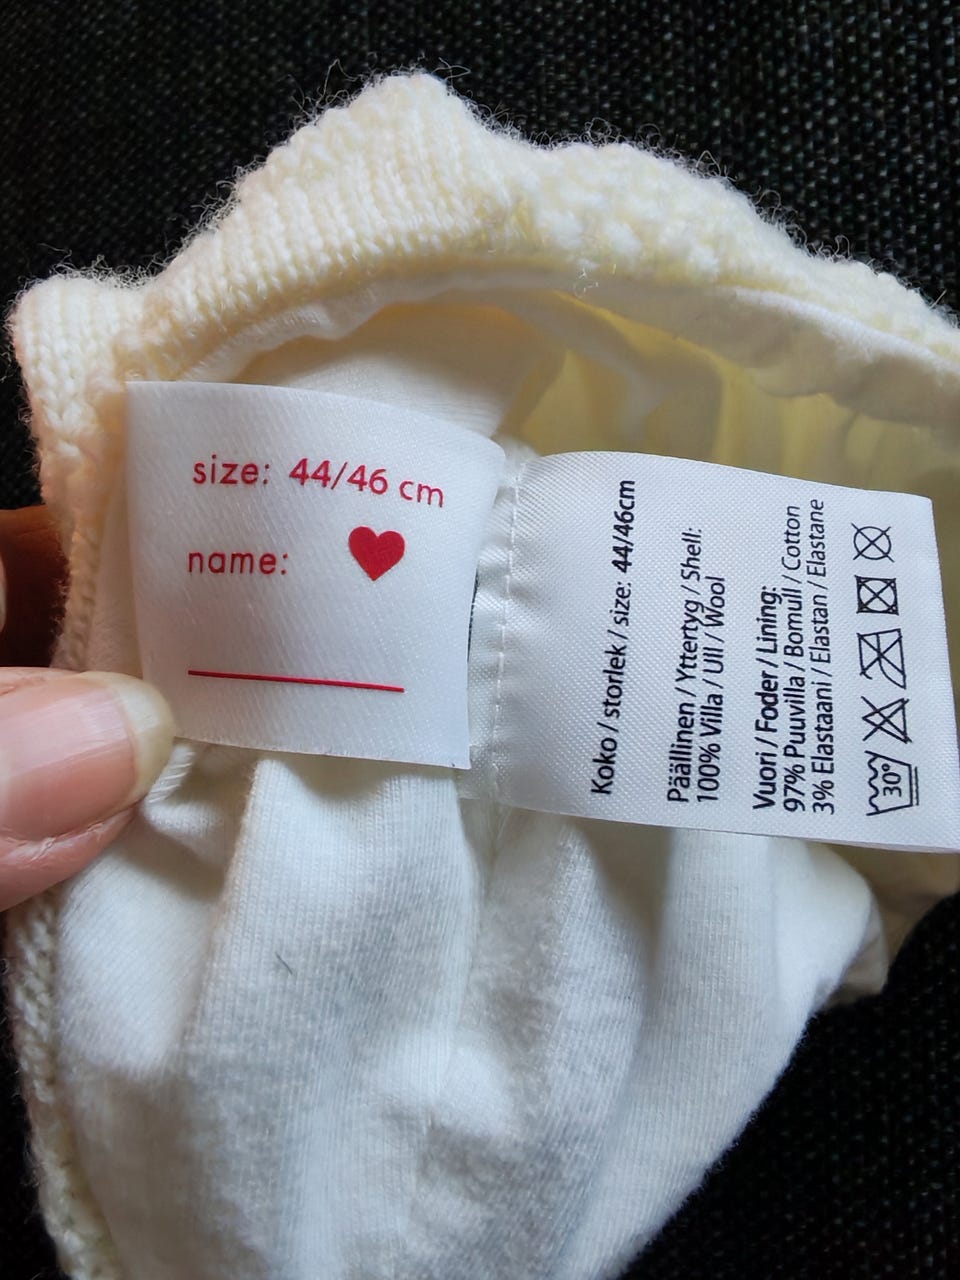 size: 44/46 cm
name:
Koko / storlek / size: 44/46cm
Päällinen / Yttertyg / Shell:
100% Villa / Ull / Wool
Vuori / Foder / Lining:
97% Puuvilla / Bomull / Cotton
3% Elastaani / Elastan / Elastane
30°